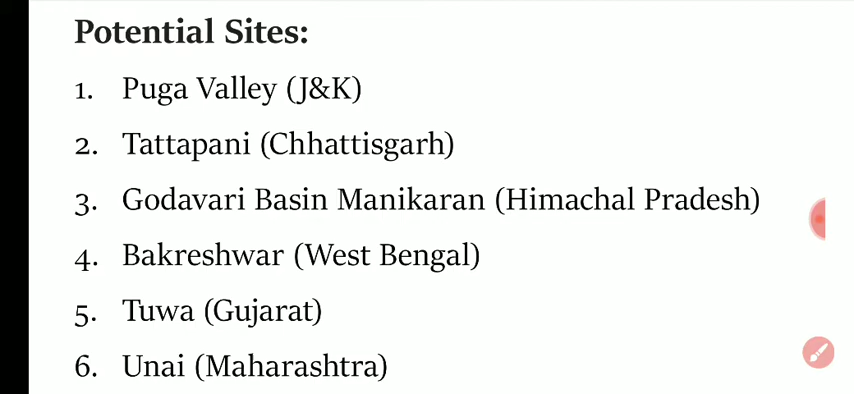 Potential Sites:
1. Puga Valley (J&K)
2. Tattapani (Chhattisgarh)
3. Godavari Basin Manikaran (Himachal Pradesh)
4. Bakreshwar (West Bengal)
5. Tuwa (Gujarat)
6. Unai (Maharashtra)